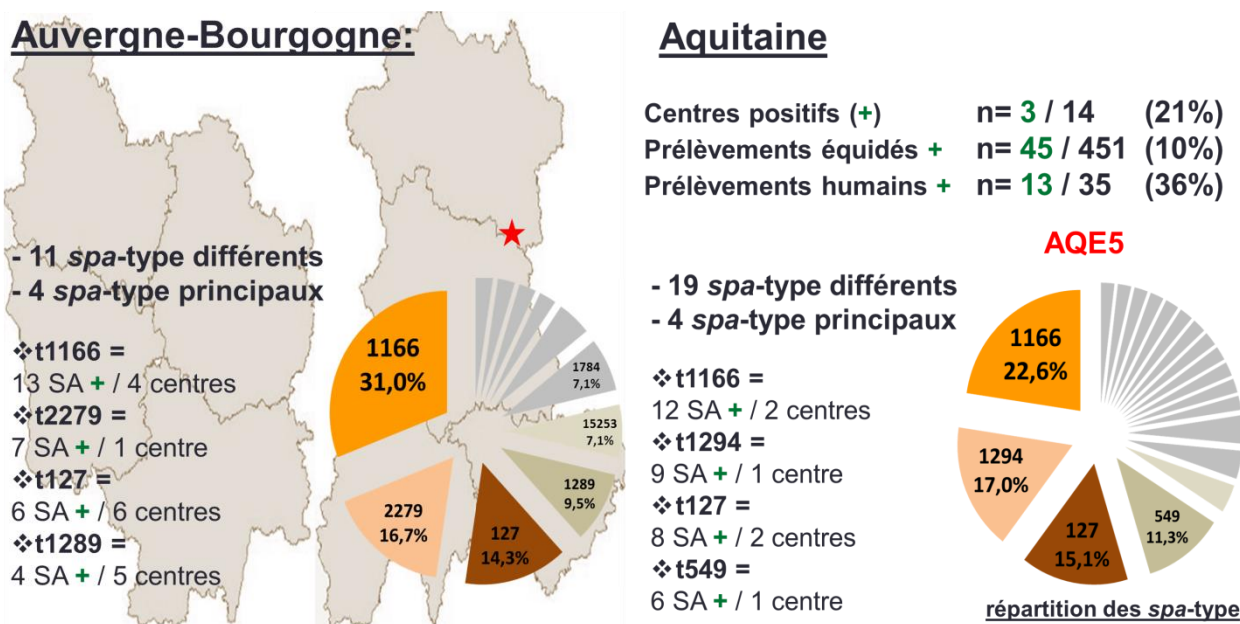 Auvergne-Bourgogne:
- 11 spa-type différents
- 4 spa-type principaux
❖t1166 =
13 SA + / 4 centres
❖t2279 =
7 SA + / 1 centre
❖t127 =
6 SA + / 6 centres
❖t1289 =
4 SA + / 5 centres
1166
31,0%
1784
7,1%
15253
7,1%
1289
9,5%
127
14,3%
2279
16,7%
Aquitaine
Centres positifs (+) n= 3 / 14 (21%)
Prélèvements équidés + n= 45 / 451 (10%)
Prélèvements humains + n= 13 / 35 (36%)
AQE5
- 19 spa-type différents
- 4 spa-type principaux
❖t1166 =
12 SA + / 2 centres
❖t1294 =
9 SA + / 1 centre
❖t127 =
8 SA + / 2 centres
❖t549 =
6 SA + / 1 centre
1166
22,6%
1294
17,0%
127
15,1%
549
11,3%
répartition des spa-type